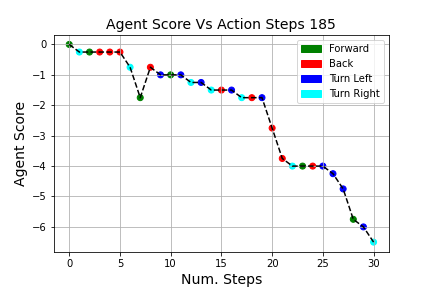 Agent Score Vs Action Steps 185
Forward
Back
Turn Left
Turn Right
Agent Score
0
−1
−2
−3
−4
−5
−6
0 5 10 15 20 25 30
Num. Steps